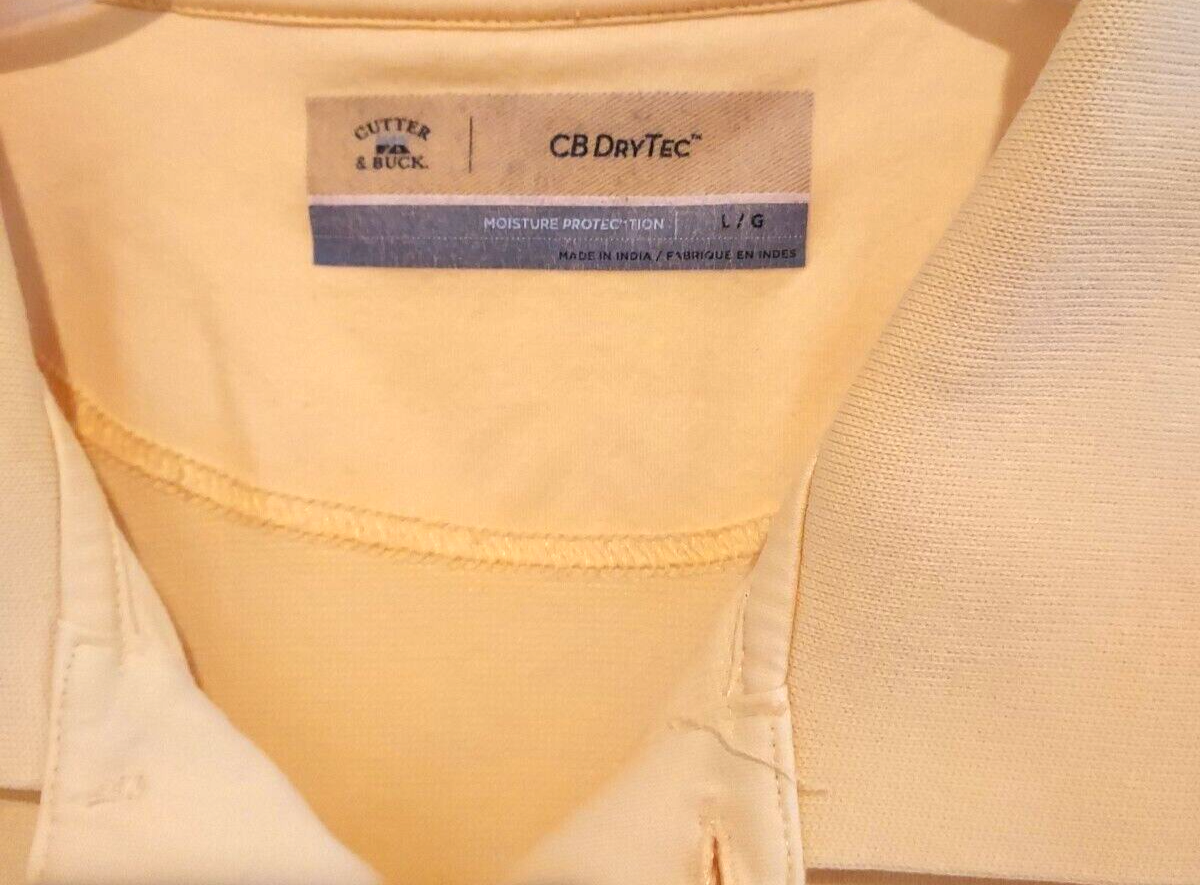 CUTTER
& BUCK.
CB DRYTEC™
MOISTURE PROTECTION
L / G
MADE IN INDIA / FABRIQUE EN INDES